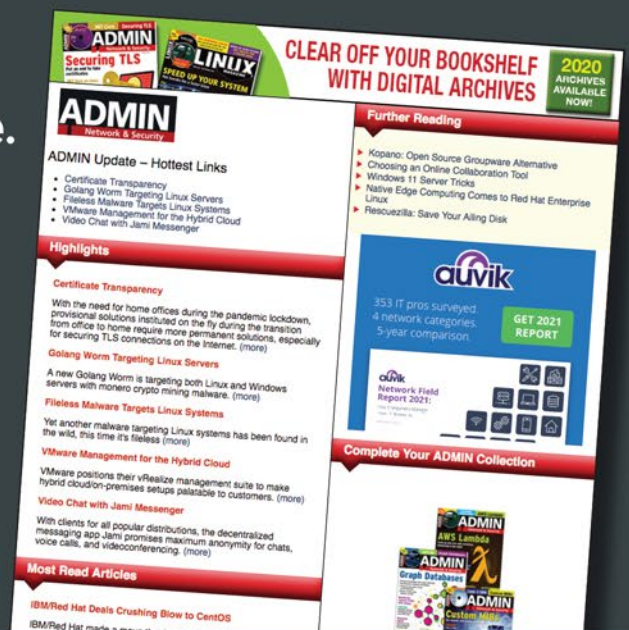 ADMIN
Network & Security
Securing TLS
LINUX
MAGAZINE
SPEED UP YOUR SYSTEM
CLEAR OFF YOUR BOOKSHELF
WITH DIGITAL ARCHIVES
2020
ARCHIVES
AVAILABLE
NOW!
e.
ADMIN
Network & Security
ADMIN Update – Hottest Links
• Certificate Transparency
• Golang Worm Targeting Linux Servers
• Fileless Malware Targets Linux Systems
• VMware Management for the Hybrid Cloud
• Video Chat with Jami Messenger
Highlights
Certificate Transparency
With the need for home offices during the pandemic lockdown,
provisional solutions instituted on the fly during the transition
from office to home require more permanent solutions, especially
for securing TLS connections on the Internet. (more)
Golang Worm Targeting Linux Servers
A new Golang Worm is targeting both Linux and Windows
servers with monero crypto mining malware. (more)
Fileless Malware Targets Linux Systems
Yet another malware targeting Linux systems has been found in
the wild, this time it's fileless (more)
VMware Management for the Hybrid Cloud
VMware positions their vRealize management suite to make
hybrid cloud/on-premises setups palatable to customers. (more)
Video Chat with Jami Messenger
With clients for all popular distributions, the decentralized
messaging app Jami promises maximum anonymity for chats,
voice calls, and videoconferencing. (more)
Most Read Articles
IBM/Red Hat Deals Crushing Blow to CentOS
IBM/Red Hat made a
Further Reading
Kopano: Open Source Groupware Alternative
Choosing an Online Collaboration Tool
Windows 11 Server Tricks
Native Edge Computing Comes to Red Hat Enterprise
Linux
Rescuezilla: Save Your Ailing Disk
auvik
353 IT pros surveyed.
4 network categories.
5-year comparison.
GET 2021
REPORT
auvik
Network Field
Report 2021:
Complete Your ADMIN Collection
ADMIN
AWS Lambda
ADMIN
Graph Databases
ADMIN